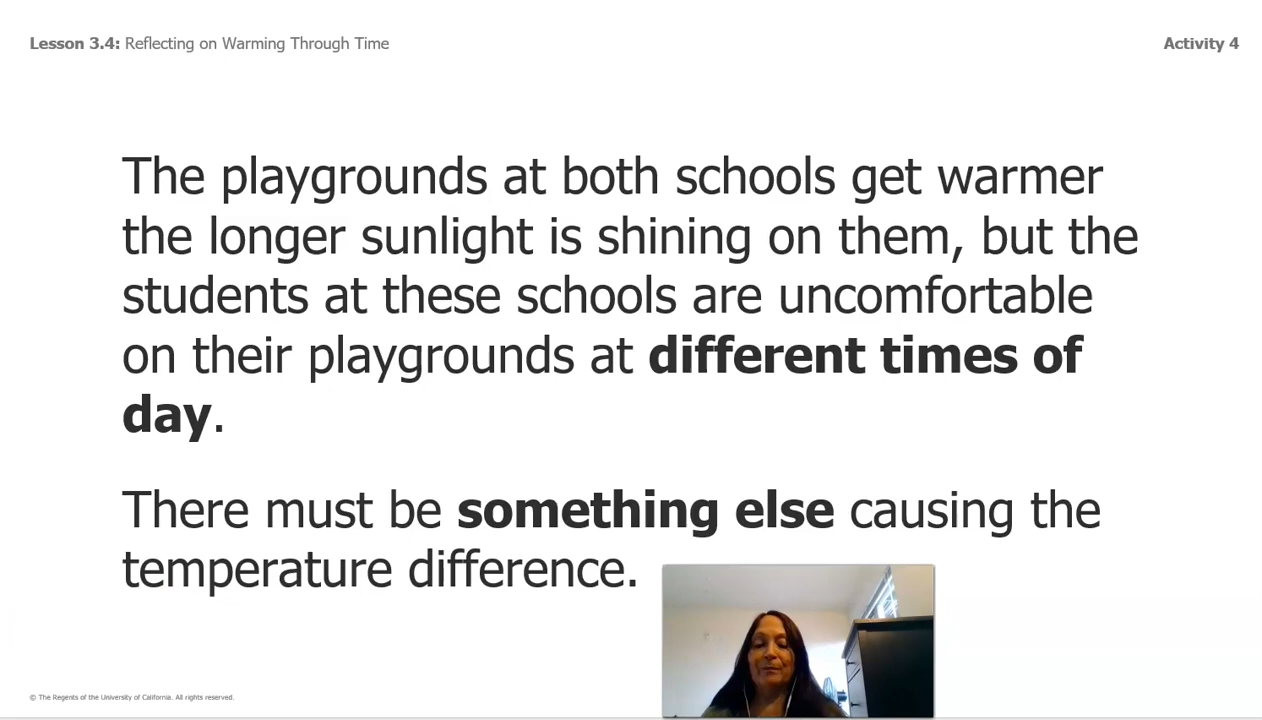 Lesson 3.4: Reflecting on Warming Through Time
Activity 4
The playgrounds at both schools get warmer
the longer sunlight is shining on them, but the
students at these schools are uncomfortable
on their playgrounds at different times of
day.
There must be something else causing the
temperature difference.
© The Regents of the University of California. All rights reserved.